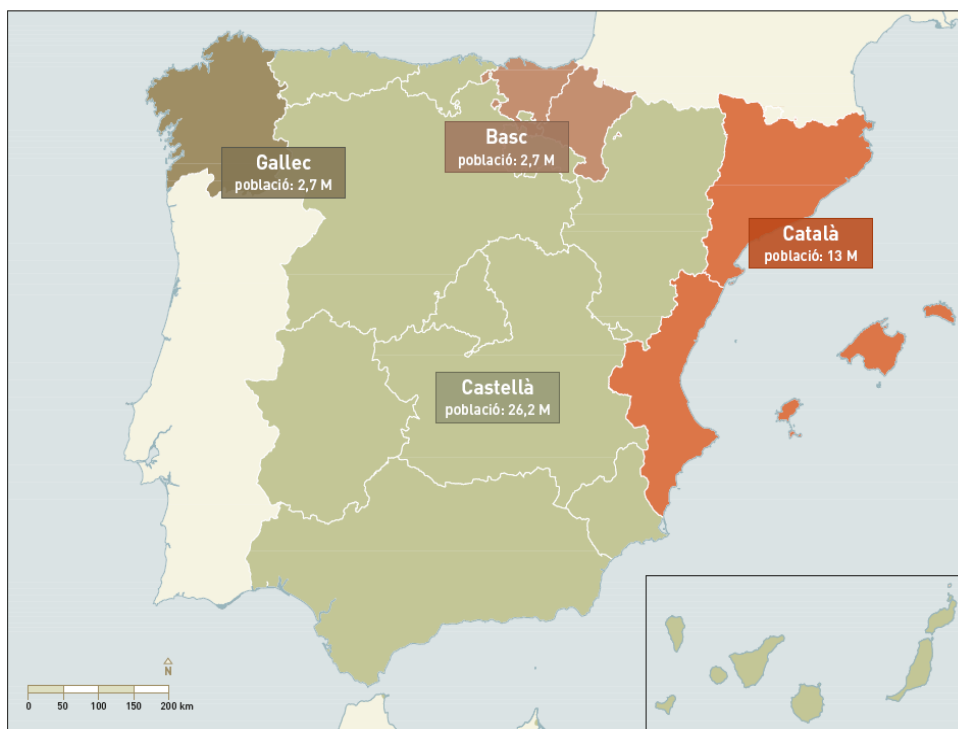 Gallec
població: 2,7 M
Basc
població: 2,7 M
Català
població: 13 M
Castellà
població: 26,2 M
N
0 50 100 150 200 km